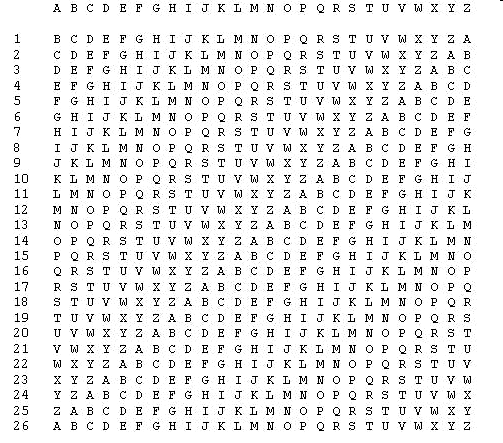 A B C D E F G H I J K L M N O P Q R S T U V W X Y Z
1 B C D E F G H I J K L M N O P Q R S T U V W X Y Z A
2 C D E F G H I J K L M N O P Q R S T U V W X Y Z A B
3 D E F G H I J K L M N O P Q R S T U V W X Y Z A B C
4 E F G H I J K L M N O P Q R S T U V W X Y Z A B C D
5 F G H I J K L M N O P Q R S T U V W X Y Z A B C D E
6 G H I J K L M N O P Q R S T U V W X Y Z A B C D E F
7 H I J K L M N O P Q R S T U V W X Y Z A B C D E F G
8 I J K L M N O P Q R S T U V W X Y Z A B C D E F G H
9 J K L M N O P Q R S T U V W X Y Z A B C D E F G H I
10 K L M N O P Q R S T U V W X Y Z A B C D E F G H I J
11 L M N O P Q R S T U V W X Y Z A B C D E F G H I J K
12 M N O P Q R S T U V W X Y Z A B C D E F G H I J K L
13 N O P Q R S T U V W X Y Z A B C D E F G H I J K L M
14 O P Q R S T U V W X Y Z A B C D E F G H I J K L M N
15 P Q R S T U V W X Y Z A B C D E F G H I J K L M N O
16 Q R S T U V W X Y Z A B C D E F G H I J K L M N O P
17 R S T U V W X Y Z A B C D E F G H I J K L M N O P Q
18 S T U V W X Y Z A B C D E F G H I J K L M N O P Q R
19 T U V W X Y Z A B C D E F G H I J K L M N O P Q R S
20 U V W X Y Z A B C D E F G H I J K L M N O P Q R S T
21 V W X Y Z A B C D E F G H I J K L M N O P Q R S T U
22 W X Y Z A B C D E F G H I J K L M N O P Q R S T U V
23 X Y Z A B C D E F G H I J K L M N O P Q R S T U V W
24 Y Z A B C D E F G H I J K L M N O P Q R S T U V W X
25 Z A B C D E F G H I J K L M N O P Q R S T U V W X Y
26 A B C D E F G H I J K L M N O P Q R S T U V W X Y Z